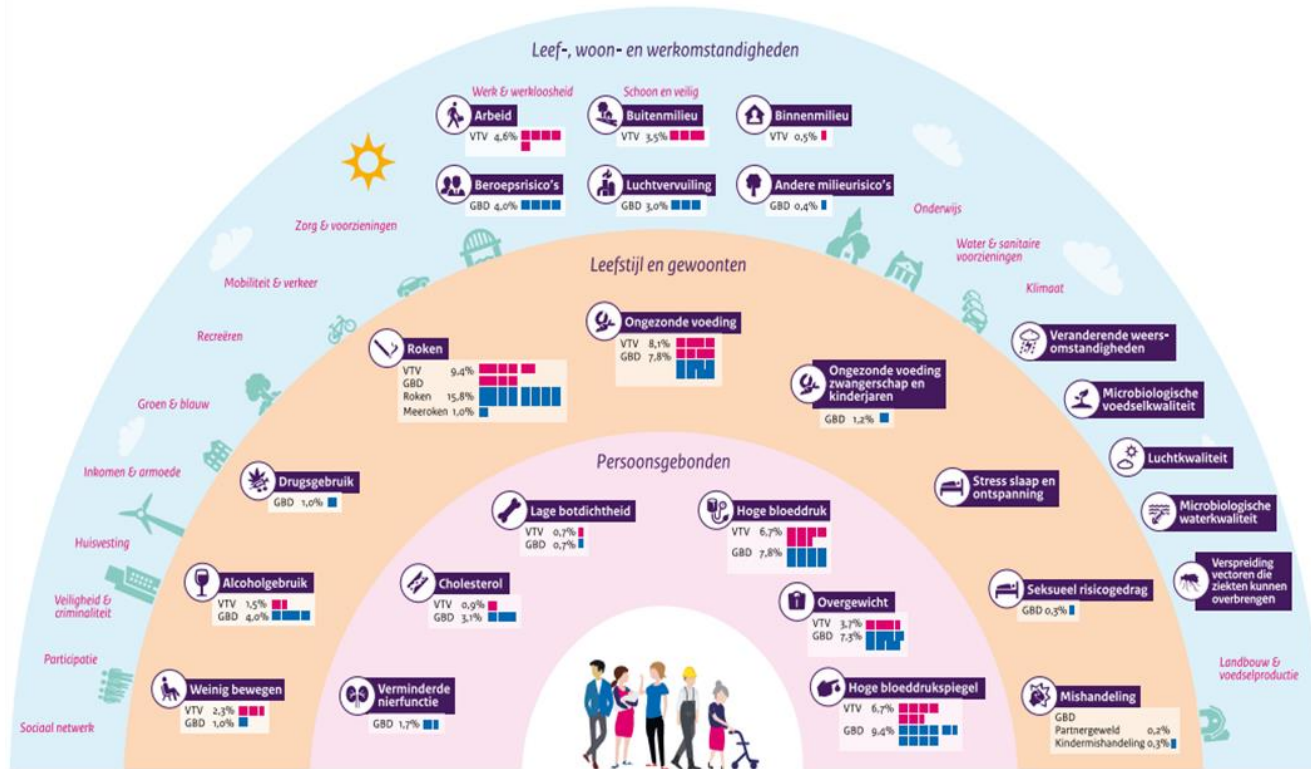 Leef-, woon- en werkomstandigheden
Werk & werkloosheid
Arbeid
VTV 4,6%
Schoon en veilig
Buitenmilieu
VTV 3,5%
Binnenmilieu
VTV 0,5%
Beroepsrisico's
GBD 4,0%
Luchtvervuiling
GBD 3,0%
Andere milieurisico's
GBD 0,4%
Zorg & voorzieningen
Mobiliteit & verkeer
Recreëren
Groen & blauw
Inkomen & armoede
Huisvesting
Veiligheid &
criminaliteit
Participatie
Sociaal netwerk
Onderwijs
Water & sanitaire
voorzieningen
Klimaat
Veranderende weers-
omstandigheden
Microbiologische
voedselkwaliteit
Luchtkwaliteit
Microbiologische
waterkwaliteit
Verspreiding
vectoren die
ziekten kunnen
overbrengen
Landbouw &
voedselproductie
Leefstijl en gewoonten
Roken
VTV 9,4%
GBD
Roken 15,8%
Meeroken 1,0%
Ongezonde voeding
VTV 8,1%
GBD 7,8%
Ongezonde voeding
zwangerschap en
kinderjaren
GBD 1,2%
Drugsgebruik
GBD 1,0%
Stress slaap en
ontspanning
Alcoholgebruik
VTV 1,5%
GBD 4,0%
Seksueel risicogedrag
GBD 0,3%
Weinig bewegen
VTV 2,3%
GBD 1,0%
Mishandeling
GBD
Partnergeweld 0,2%
Kindermishandeling 0,3%
Persoonsgebonden
Lage botdichtheid
VTV 0,7%
GBD 0,7%
Hoge bloeddruk
VTV 6,7%
GBD 7,8%
Cholesterol
VTV 0,9%
GBD 3,1%
Overgewicht
VTV 3,7%
GBD 7,3%
Verminderde
nierfunctie
GBD 1,7%
Hoge bloeddrukspiegel
VTV 6,7%
GBD 9,4%